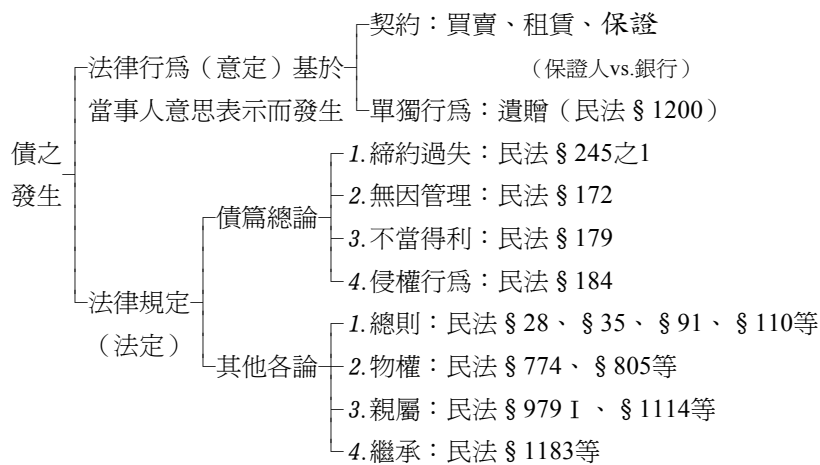 契約：買賣、租賃、保證
法律行為（意定）基於
（保證人vs.銀行）
當事人意思表示而發生
單獨行為：遺贈（民法§1200）
債之
發生
1.締約過失：民法§245之1
2.無因管理：民法§172
債篇總論
3.不當得利：民法§179
4.侵權行為：民法§184
法律規定
（法定）
1.總則：民法§28、§35、§91、§110等
其他各論
2.物權：民法§774、§805等
3.親屬：民法§979Ⅰ、§1114等
4.繼承：民法§1183等